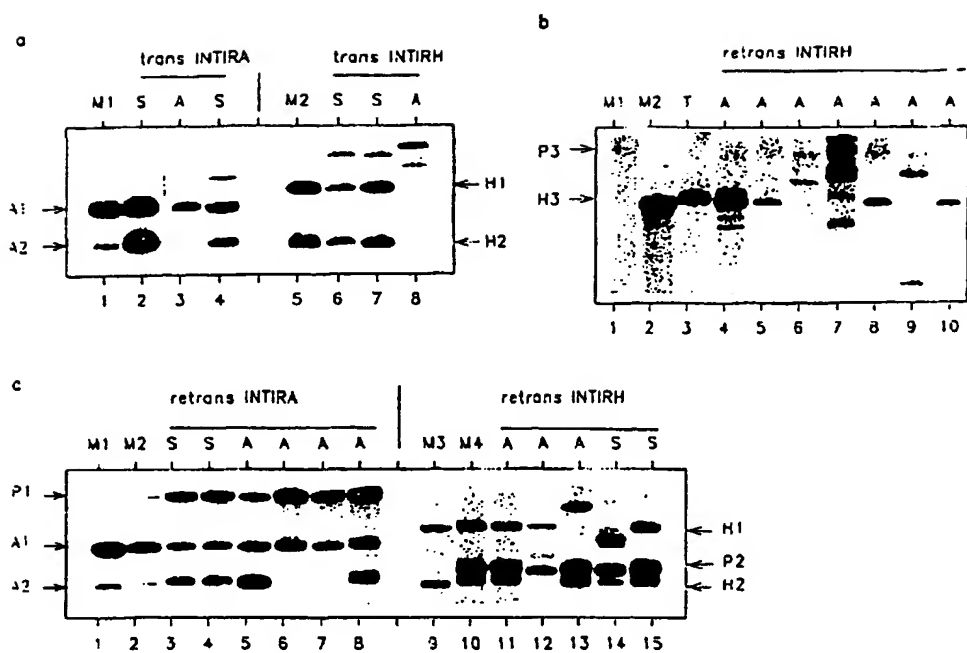 a
trans INTIRA
trans INTIRH
M1 S A S M2 S S A
A1
A2
H1
H2
1 2 3 4 5 6 7 8
b
retrans INTIRH
M1 M2 T A A A A A A A
P3
H3
1 2 3 4 5 6 7 8 9 10
c
retrans INTIRA
retrans INTIRH
M1 M2 S S A A A A M3 M4 A A A S S
P1
A1
A2
H1
P2
H2
1 2 3 4 5 6 7 8 9 10 11 12 13 14 15